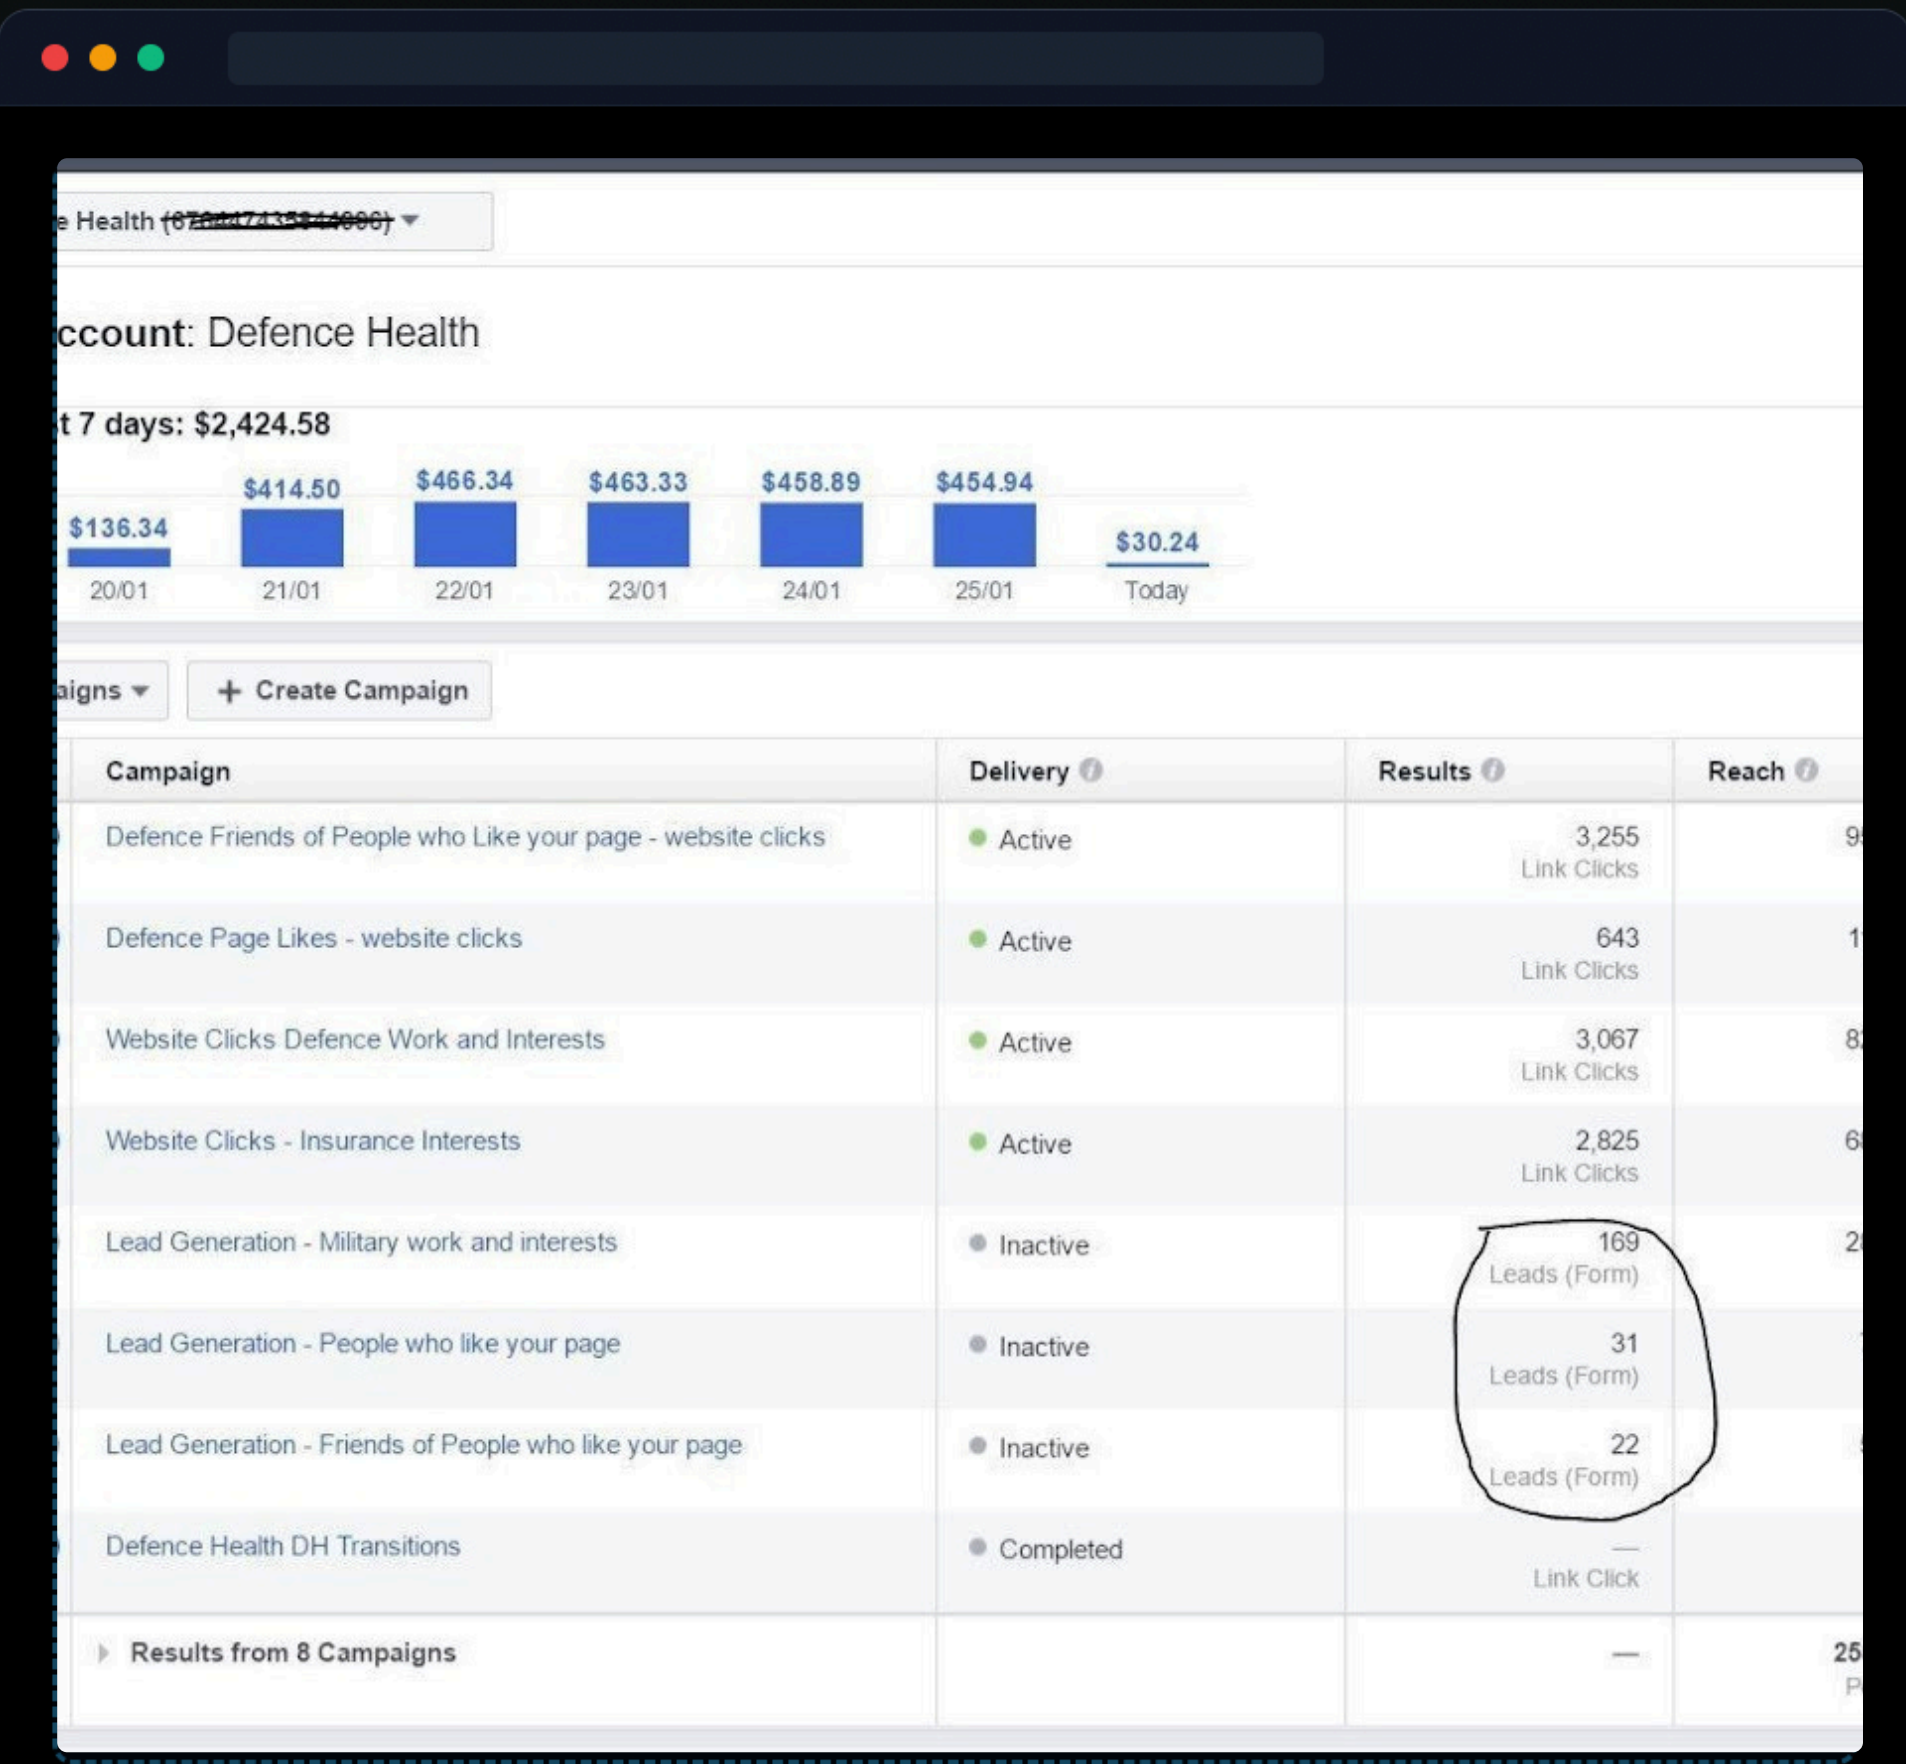 e Health
ccount: Defence Health
t 7 days: $2,424.58
$136.34 $414.50 $466.34 $463.33 $458.89 $454.94 $30.24
20/01 21/01 22/01 23/01 24/01 25/01 Today
aigns + Create Campaign
Campaign Delivery Results Reach
Defence Friends of People who Like your page - website clicks Active 3,255
Link Clicks
Defence Page Likes - website clicks Active 643
Link Clicks
Website Clicks Defence Work and Interests Active 3,067
Link Clicks
Website Clicks - Insurance Interests Active 2,825
Link Clicks
Lead Generation - Military work and interests Inactive 169
Leads (Form)
Lead Generation - People who like your page Inactive 31
Leads (Form)
Lead Generation - Friends of People who like your page Inactive 22
Leads (Form)
Defence Health DH Transitions Completed —
Link Click
Results from 8 Campaigns — 25
P